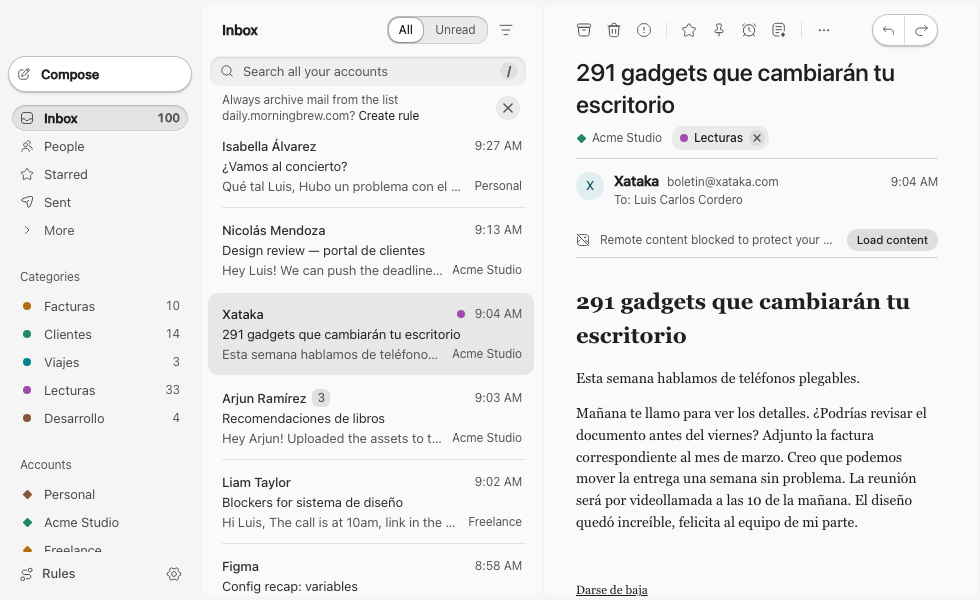 Compose
Inbox 100
People
Starred
Sent
More
Categories
Facturas 10
Clientes 14
Viajes 3
Lecturas 33
Desarrollo 4
Accounts
Personal
Acme Studio
Freelance
Rules
Inbox
All Unread
Search all your accounts /
Always archive mail from the list
daily.morningbrew.com? Create rule
Isabella Álvarez 9:27 AM
¿Vamos al concierto?
Qué tal Luis, Hubo un problema con el ... Personal
Nicolás Mendoza 9:13 AM
Design review — portal de clientes
Hey Luis! We can push the deadline... Acme Studio
Xataka 9:04 AM
291 gadgets que cambiarán tu escritorio
Esta semana hablamos de teléfono... Acme Studio
Arjun Ramírez 3 9:03 AM
Recomendaciones de libros
Hey Arjun! Uploaded the assets to t... Acme Studio
Liam Taylor 9:02 AM
Blockers for sistema de diseño
Hi Luis, The call is at 10am, link in the ... Freelance
Figma 8:58 AM
Config recap: variables
291 gadgets que cambiarán tu
escritorio
Acme Studio Lecturas
X
Xataka boletin@xataka.com 9:04 AM
To: Luis Carlos Cordero
Remote content blocked to protect your ... Load content
291 gadgets que cambiarán tu
escritorio
Esta semana hablamos de teléfonos plegables.
Mañana te llamo para ver los detalles. ¿Podrías revisar el
documento antes del viernes? Adjunto la factura
correspondiente al mes de marzo. Creo que podemos
mover la entrega una semana sin problema. La reunión
será por videollamada a las 10 de la mañana. El diseño
quedó increíble, felicita al equipo de mi parte.
Darse de baja